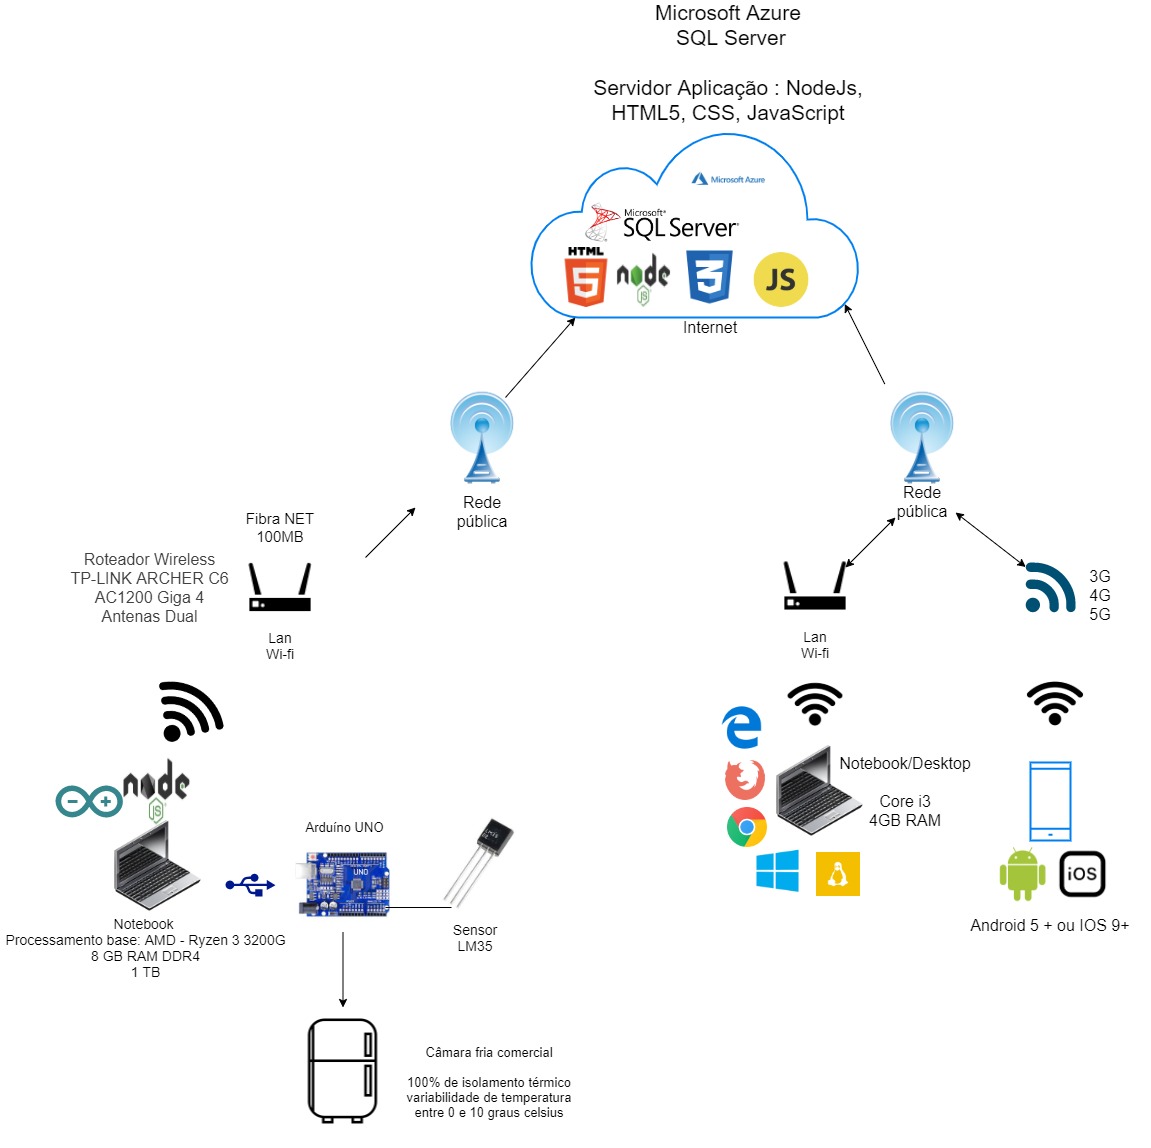 Microsoft Azure
SQL Server
Servidor Aplicação : NodeJs,
HTML5, CSS, JavaScript
Microsoft Azure
Microsoft®
SQL Server
HTML
5
node
JS
3
JS
Internet
Rede
pública
Rede
pública
Fibra NET
100MB
Roteador Wireless
TP-LINK ARCHER C6
AC1200 Giga 4
Antenas Dual
Lan
Wi-fi
Lan
Wi-fi
3G
4G
5G
node
JS
Notebook
Processamento base: AMD - Ryzen 3 3200G
8 GB RAM DDR4
1 TB
Arduíno UNO
UNO
LM35
Sensor
LM35
Notebook/Desktop
Core i3
4GB RAM
iOS
Android 5 + ou IOS 9+
Câmara fria comercial
100% de isolamento térmico
variabilidade de temperatura
entre 0 e 10 graus celsius